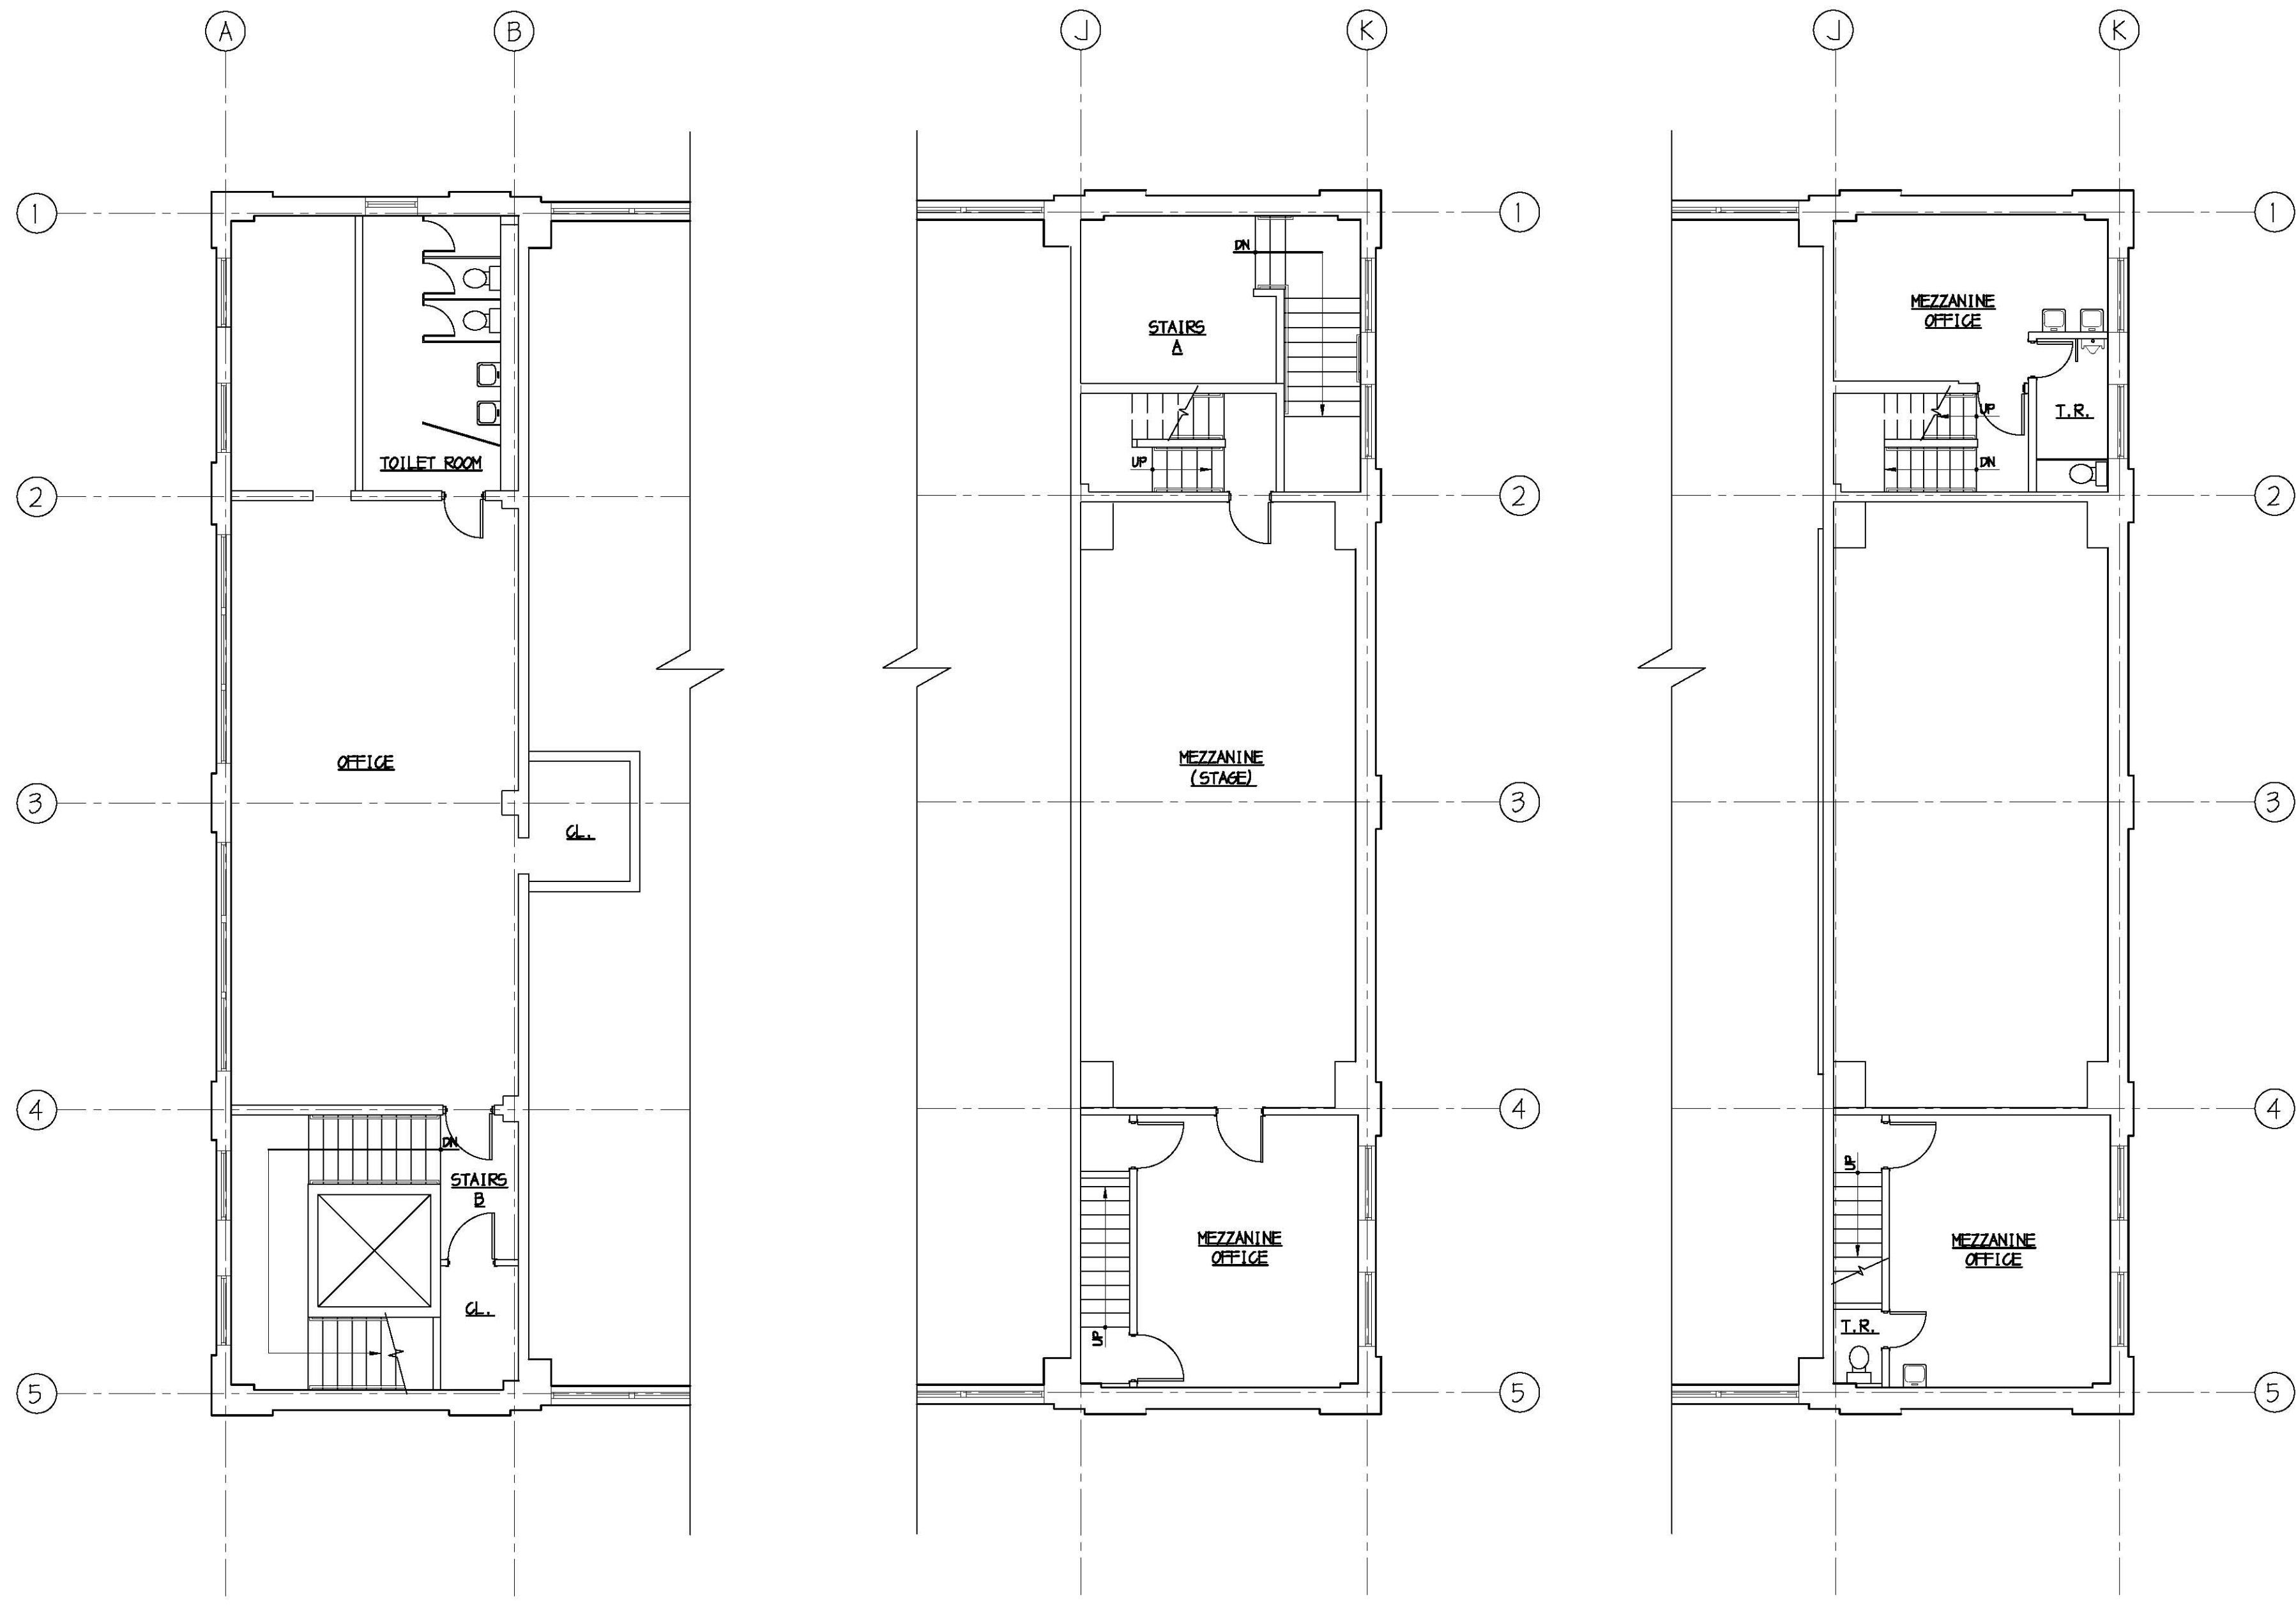 A
B
J
K
J
K
1
1
1
DN
MEZZANINE
OFFICE
STAIRS
A
T.R.
UP
TOILET ROOM
UP
DN
2
2
2
OFFICE
MEZZANINE
(STAGE)
3
3
3
CL.
4
4
4
DN
STAIRS
B
UP
MEZZANINE
OFFICE
MEZZANINE
OFFICE
CL.
UP
T.R.
5
5
5